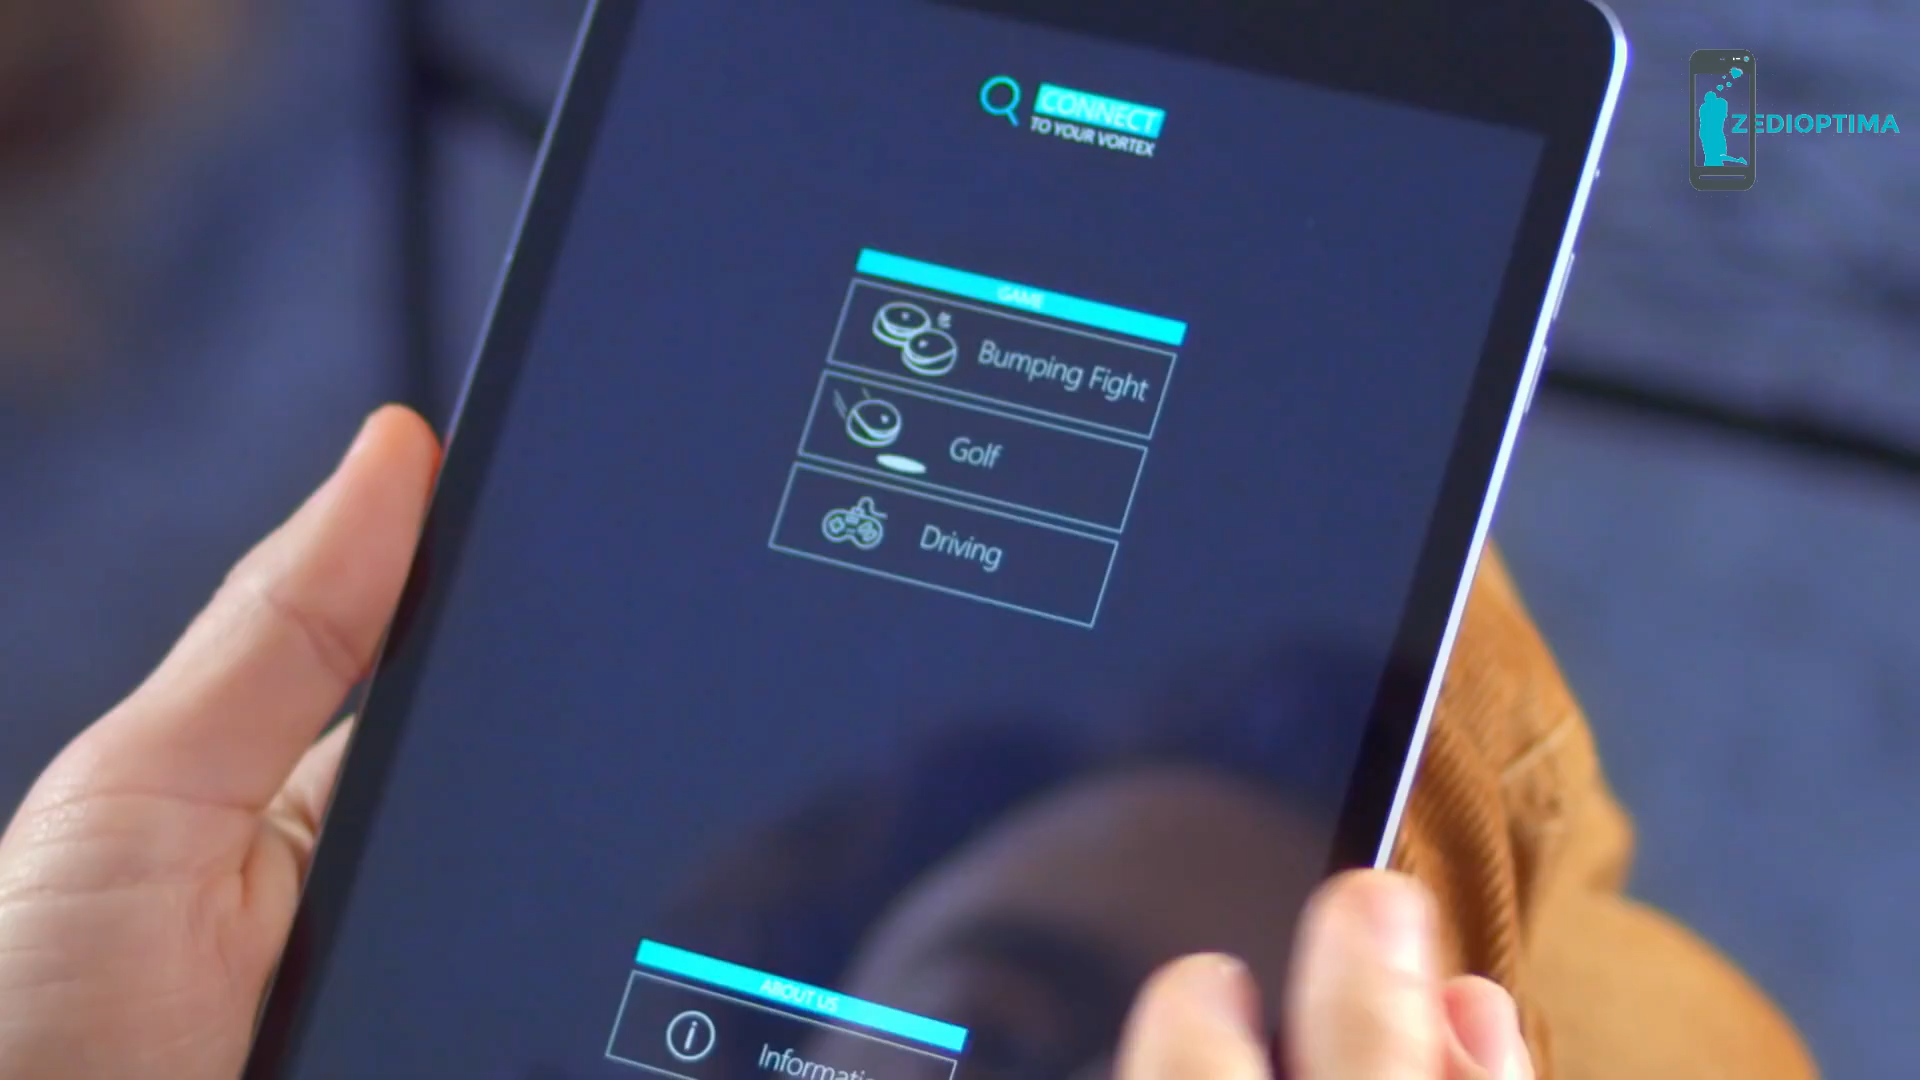 CONNECT
TO YOUR VORTEX
ZEDIOPTIMA
GAME
Bumping Fight
Golf
Driving
ABOUT US